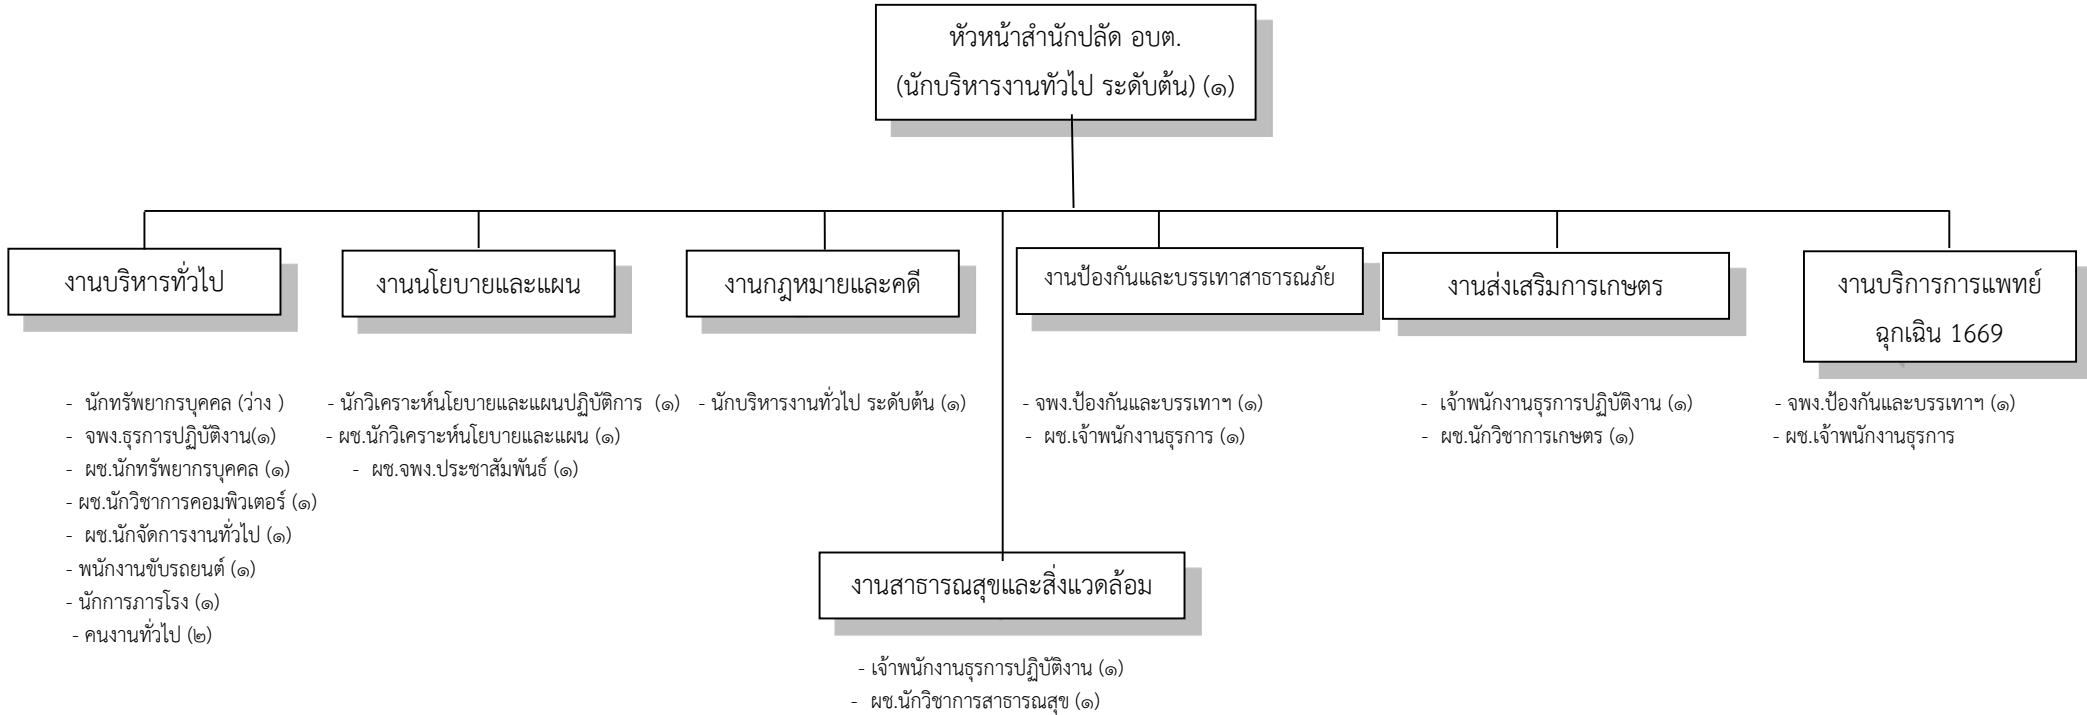 หัวหน้าสำนักปลัด อบต.
(นักบริหารงานทั่วไป ระดับต้น) (๑)
งานบริหารทั่วไป
- นักทรัพยากรบุคคล (ว่าง )
- จพง.ธุรการปฏิบัติงาน(๑)
- ผช.นักทรัพยากรบุคคล (๑)
- ผช.นักวิชาการคอมพิวเตอร์ (๑)
- ผช.นักจัดการงานทั่วไป (๑)
- พนักงานขับรถยนต์ (๑)
- นักการภารโรง (๑)
- คนงานทั่วไป (๒)
งานนโยบายและแผน
- นักวิเคราะห์นโยบายและแผนปฏิบัติการ (๑)
- ผช.นักวิเคราะห์นโยบายและแผน (๑)
- ผช.จพง.ประชาสัมพันธ์ (๑)
งานกฎหมายและคดี
- นักบริหารงานทั่วไป ระดับต้น (๑)
งานป้องกันและบรรเทาสาธารณภัย
- จพง.ป้องกันและบรรเทาฯ (๑)
- ผช.เจ้าพนักงานธุรการ (๑)
งานส่งเสริมการเกษตร
- เจ้าพนักงานธุรการปฏิบัติงาน (๑)
- ผช.นักวิชาการเกษตร (๑)
งานบริการการแพทย์
ฉุกเฉิน 1669
- จพง.ป้องกันและบรรเทาฯ (๑)
- ผช.เจ้าพนักงานธุรการ
งานสาธารณสุขและสิ่งแวดล้อม
- เจ้าพนักงานธุรการปฏิบัติงาน (๑)
- ผช.นักวิชาการสาธารณสุข (๑)